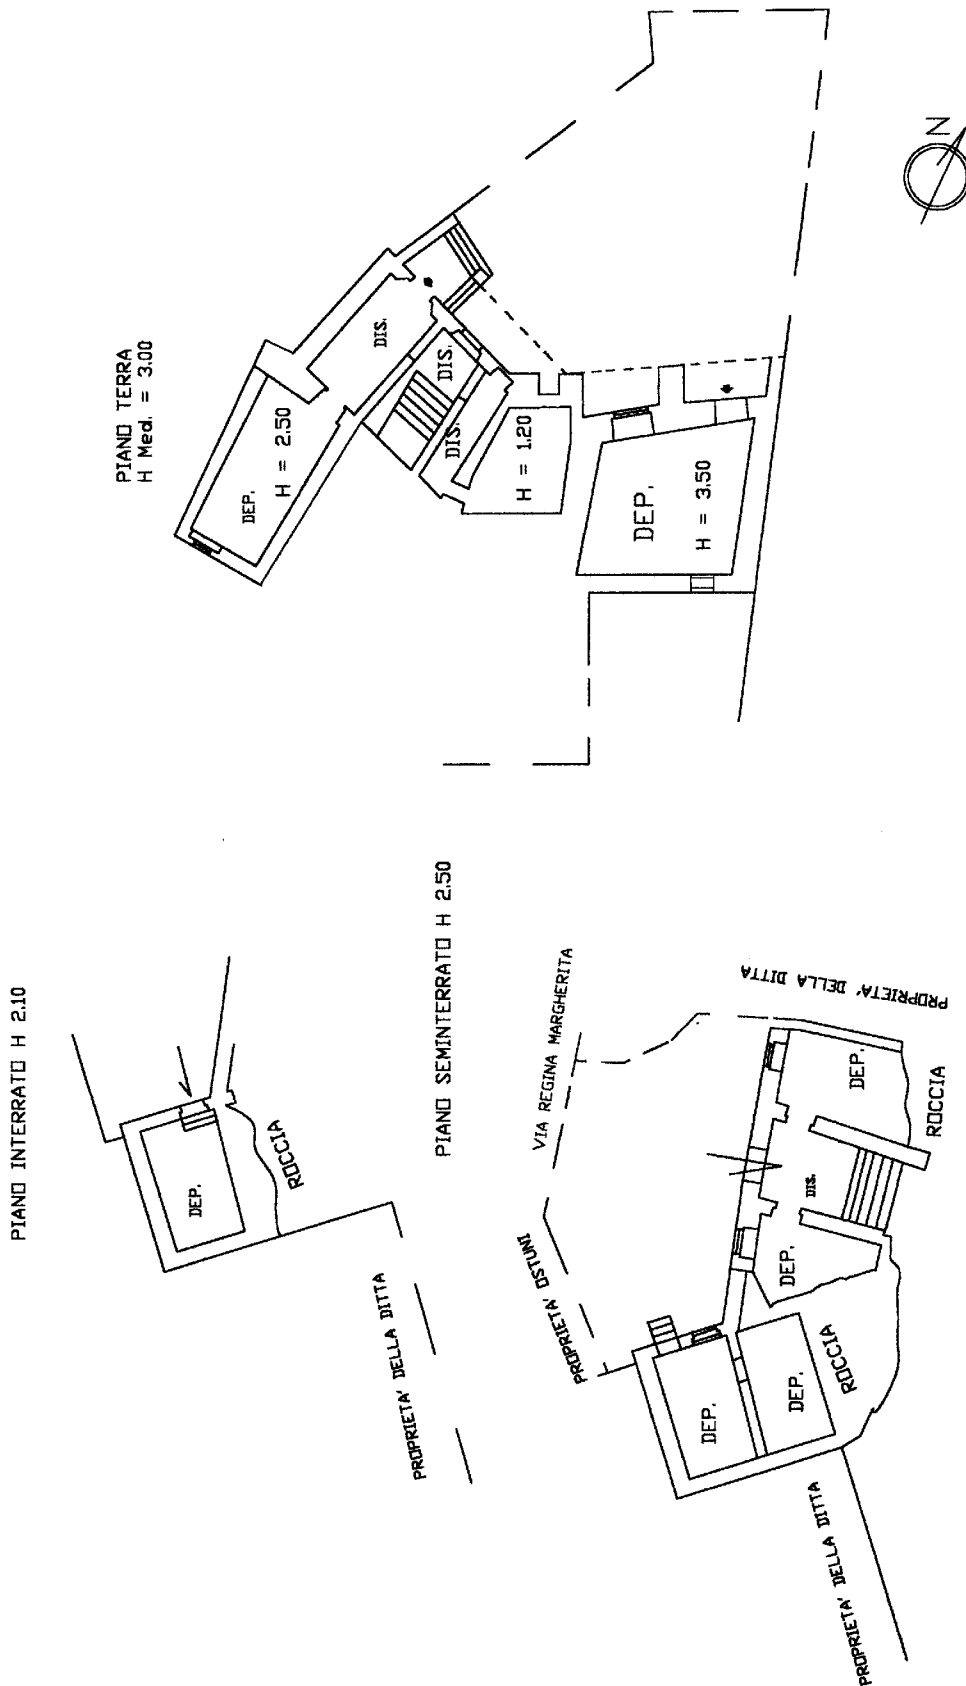 PIANO INTERRATO H 2.10
DEP.
ROCCIA
PROPRIETA' DELLA DITTA
PIANO SEMINTERRATO H 2.50
VIA REGINA MARGHERITA
PROPRIETA' OSTUNI
PROPRIETA' DELLA DITTA
DEP.
DIS.
DEP.
ROCCIA
DEP.
DEP.
ROCCIA
PROPRIETA' DELLA DITTA
PIANO TERRA
H Med. = 3.00
DEP.
H = 2.50
DIS.
DIS.
DIS.
H = 1.20
DEP.
H = 3.50
N